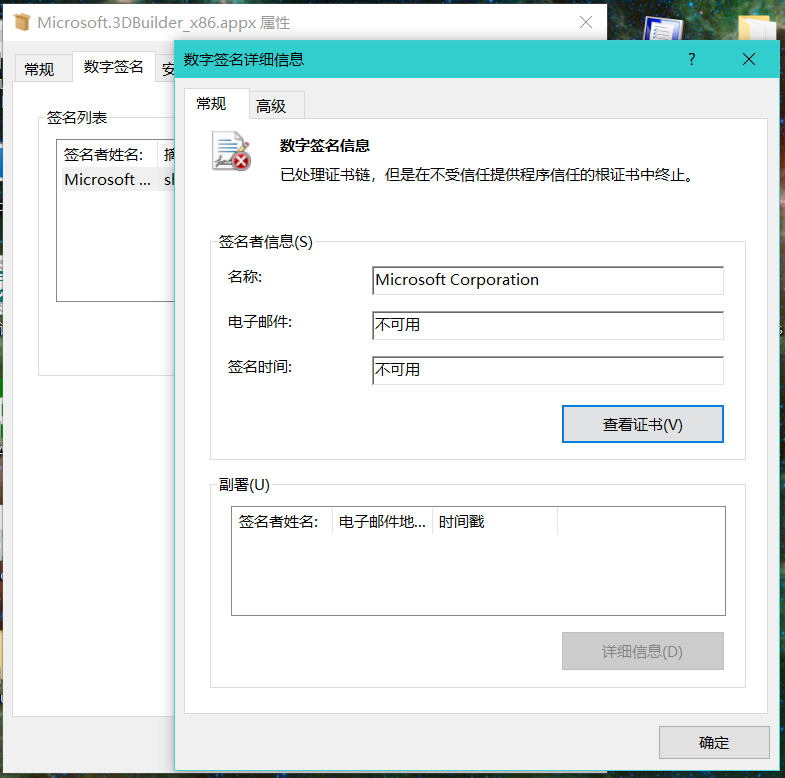 Microsoft.3DBuilder_x86.appx 属性
常规
数字签名
签名列表
签名者姓名:
Microsoft ...
数字签名详细信息
?
常规
高级
数字签名信息
已处理证书链，但是在不受信任提供程序信任的根证书中终止。
签名者信息(S)
名称:
Microsoft Corporation
电子邮件:
不可用
签名时间:
不可用
查看证书(V)
副署(U)
签名者姓名:
电子邮件地...
时间戳
详细信息(D)
确定